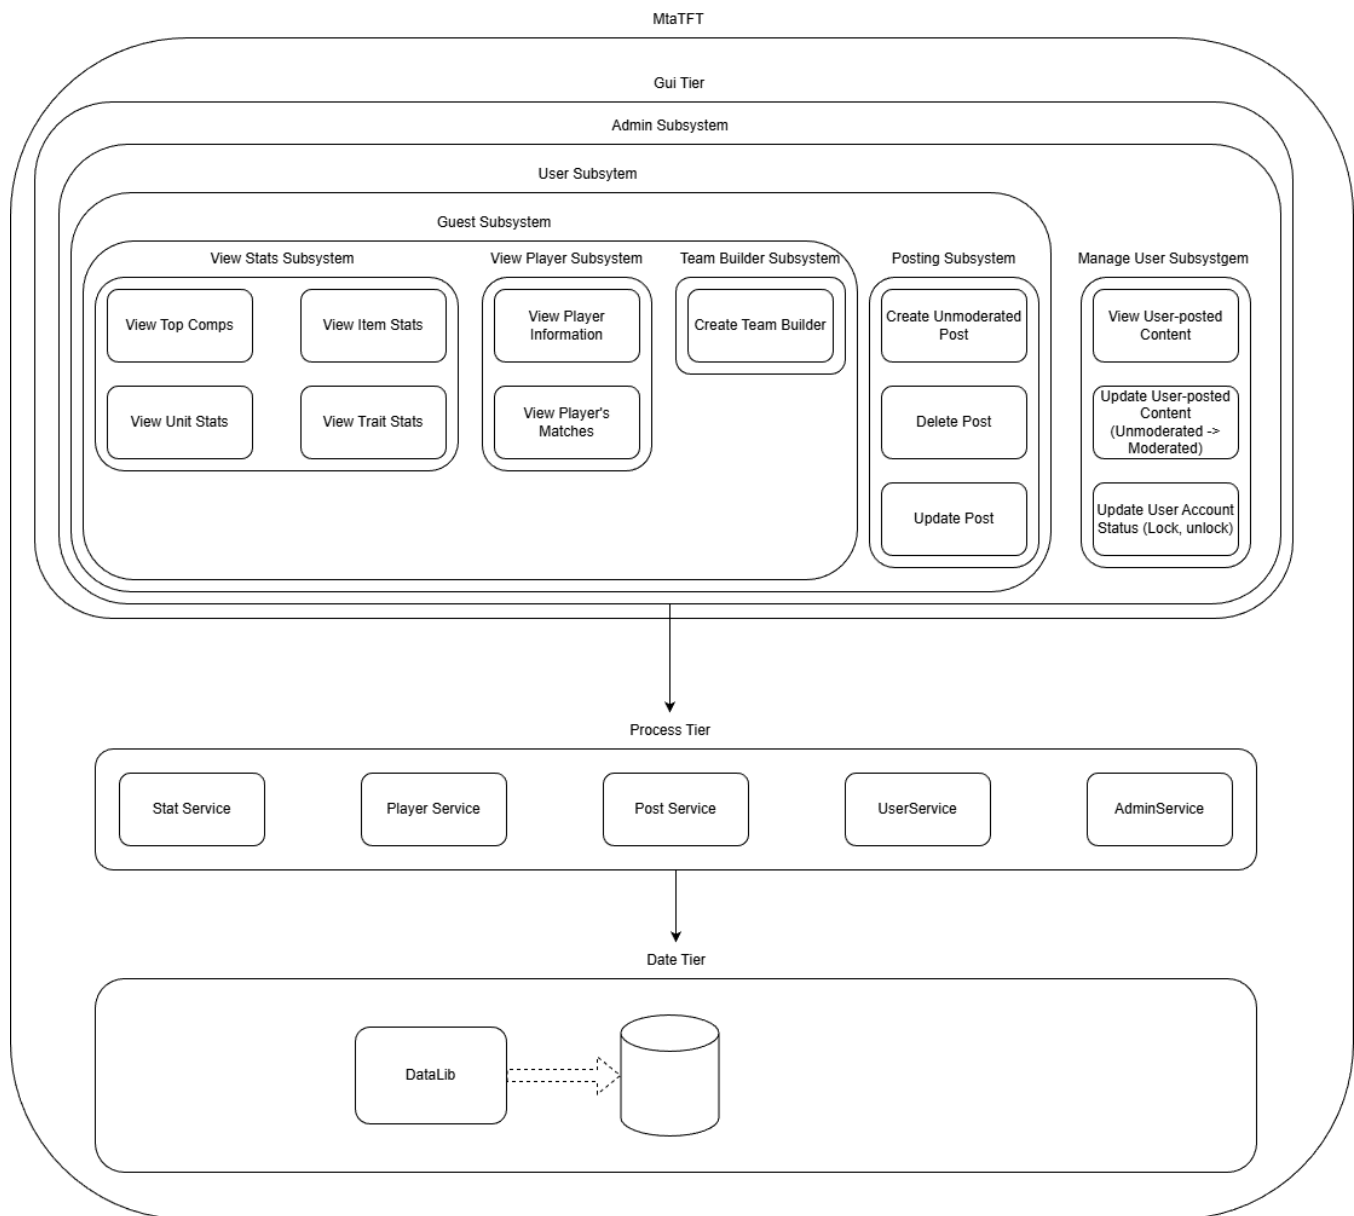 MtaTFT
Gui Tier
Admin Subsystem
User Subsytem
Guest Subsystem
View Stats Subsystem
View Player Subsystem
Team Builder Subsystem
Posting Subsystem
Manage User Subsystgem
View Top Comps
View Item Stats
View Player
Information
Create Team Builder
Create Unmoderated
Post
View User-posted
Content
View Unit Stats
View Trait Stats
View Player's
Matches
Delete Post
Update User-posted
Content
(Unmoderated ->
Moderated)
Update Post
Update User Account
Status (Lock, unlock)
Process Tier
Stat Service
Player Service
Post Service
UserService
AdminService
Date Tier
DataLib